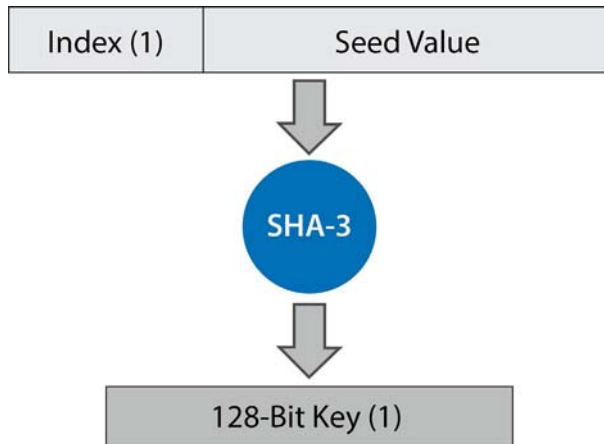 Index (1) Seed Value
SHA-3
128-Bit Key (1)